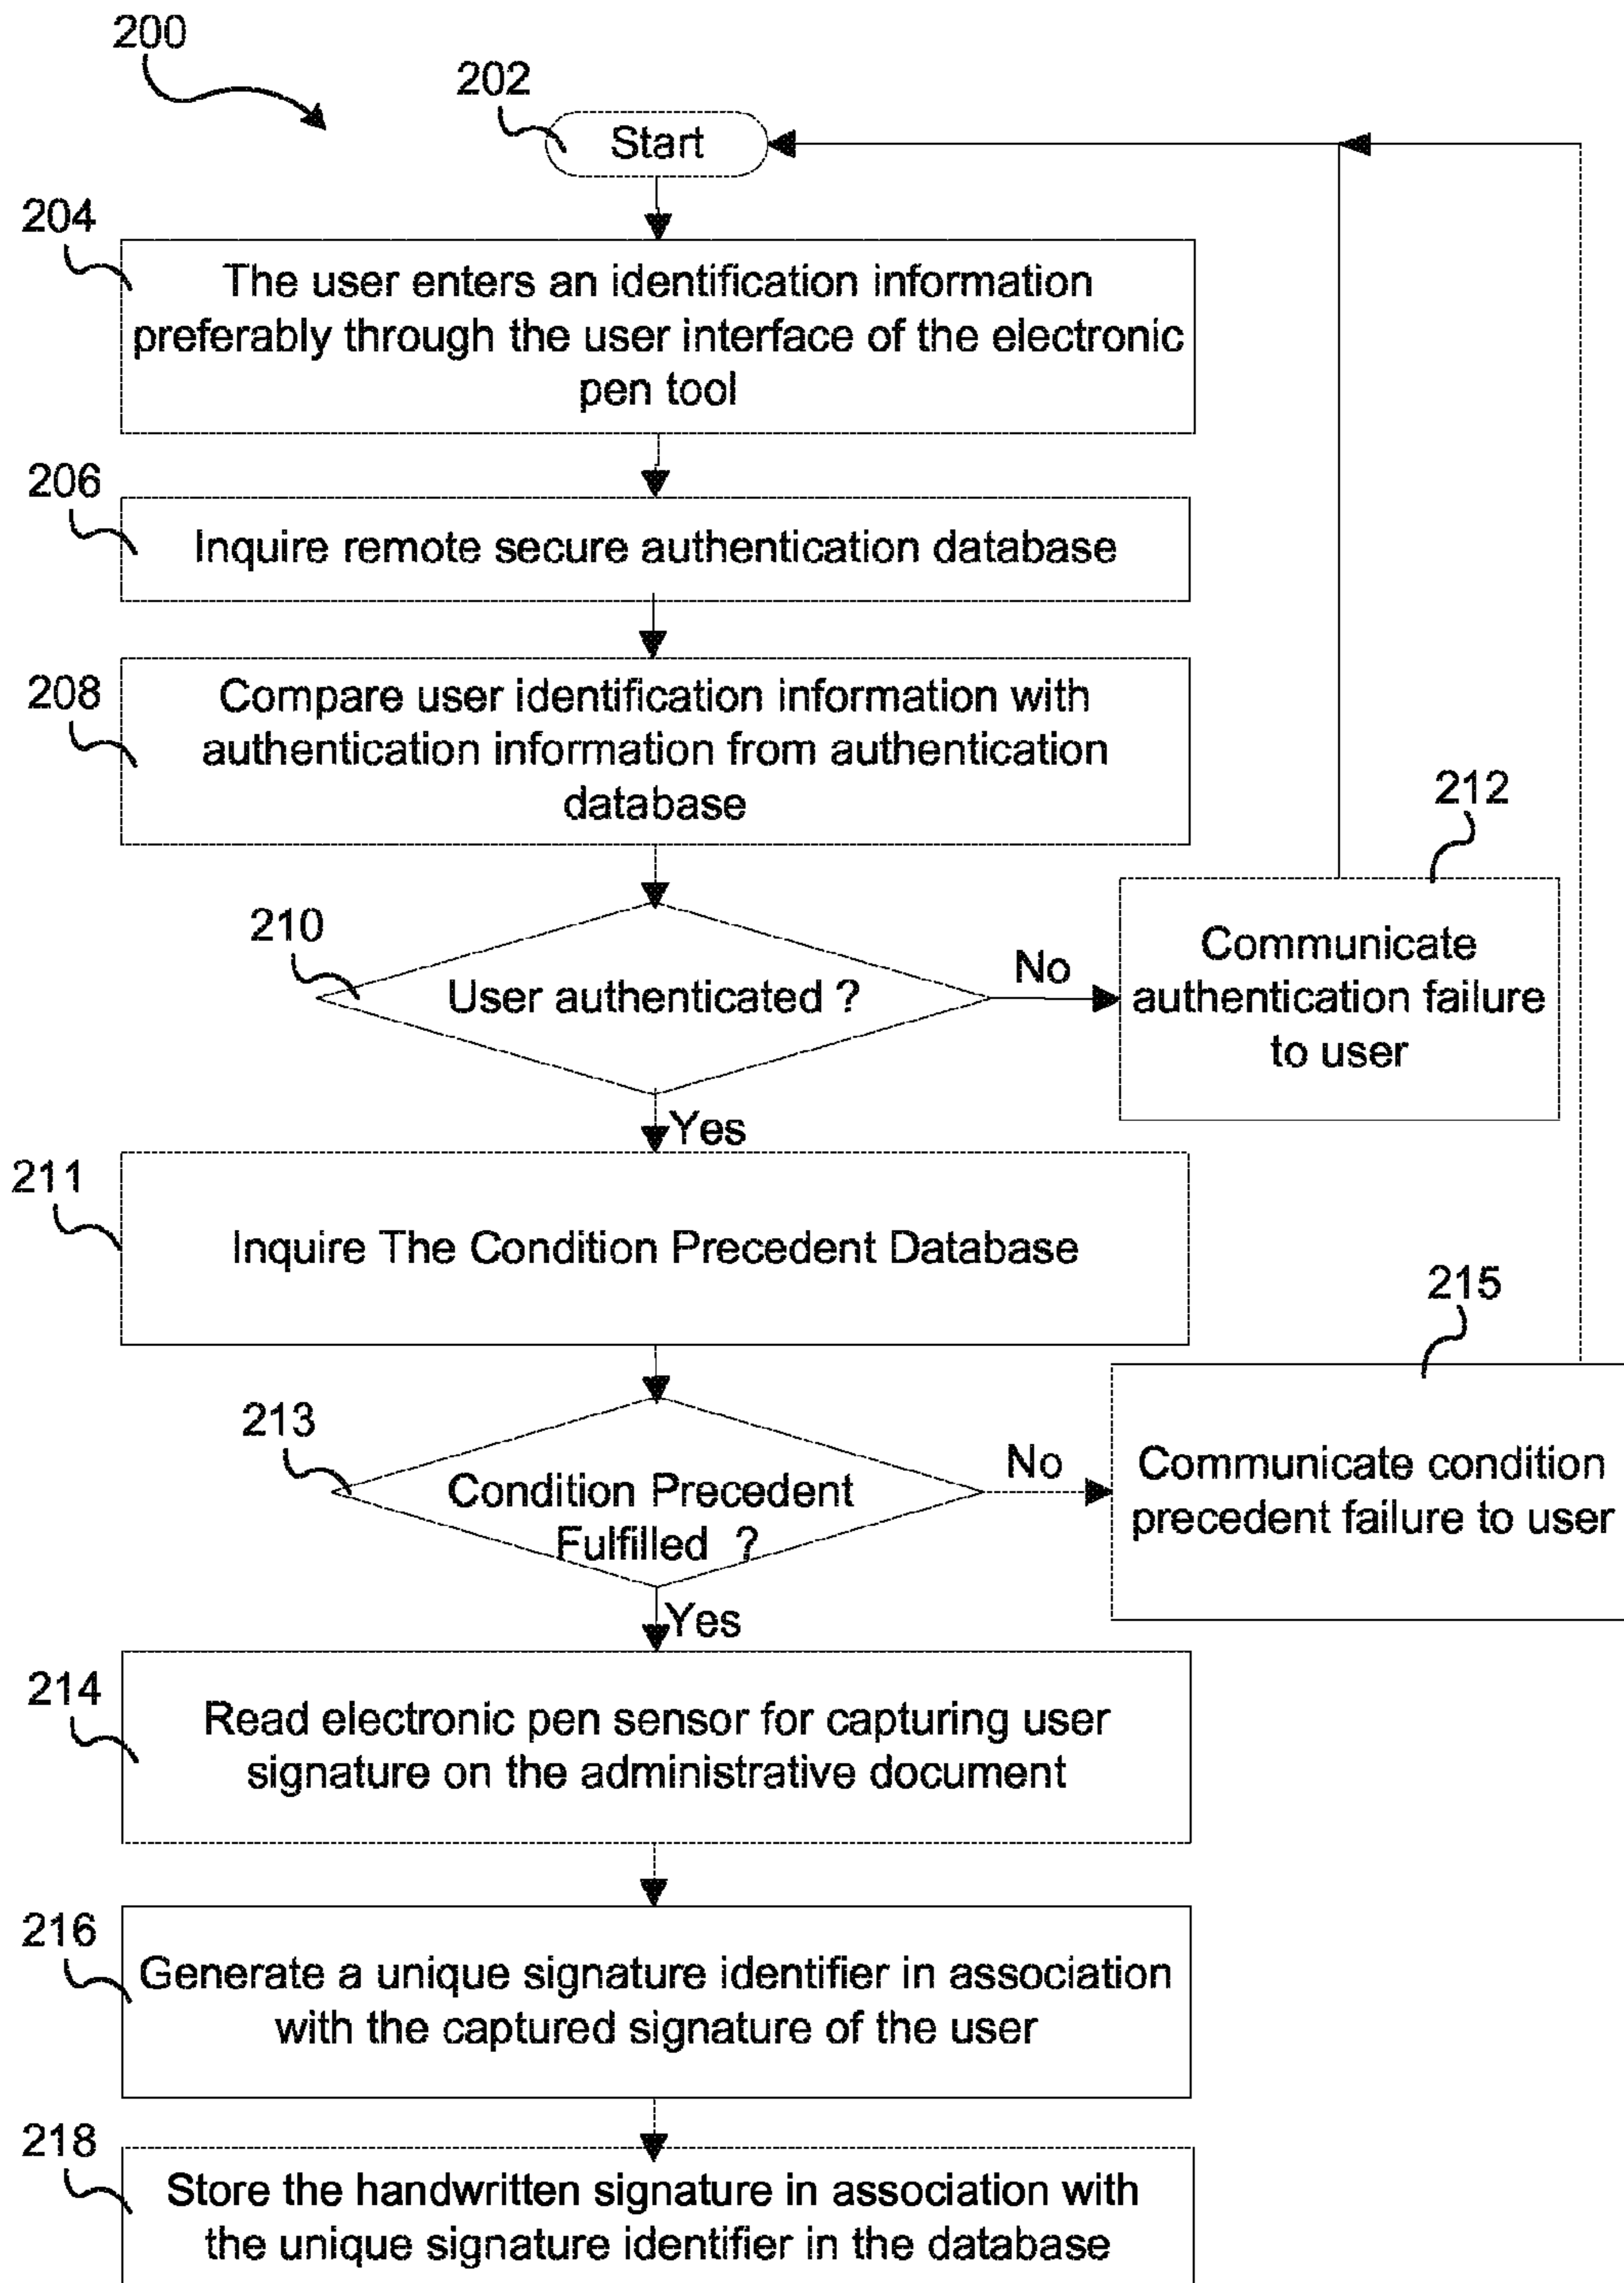 200
202
Start
204
The user enters an identification information
preferably through the user interface of the electronic
pen tool
206
Inquire remote secure authentication database
208
Compare user identification information with
authentication information from authentication
database
212
210
User authenticated ?
No
Communicate
authentication failure
to user
Yes
211
Inquire The Condition Precedent Database
215
213
Condition Precedent
Fulfilled ?
No
Communicate condition
precedent failure to user
Yes
214
Read electronic pen sensor for capturing user
signature on the administrative document
216
Generate a unique signature identifier in association
with the captured signature of the user
218
Store the handwritten signature in association with
the unique signature identifier in the database